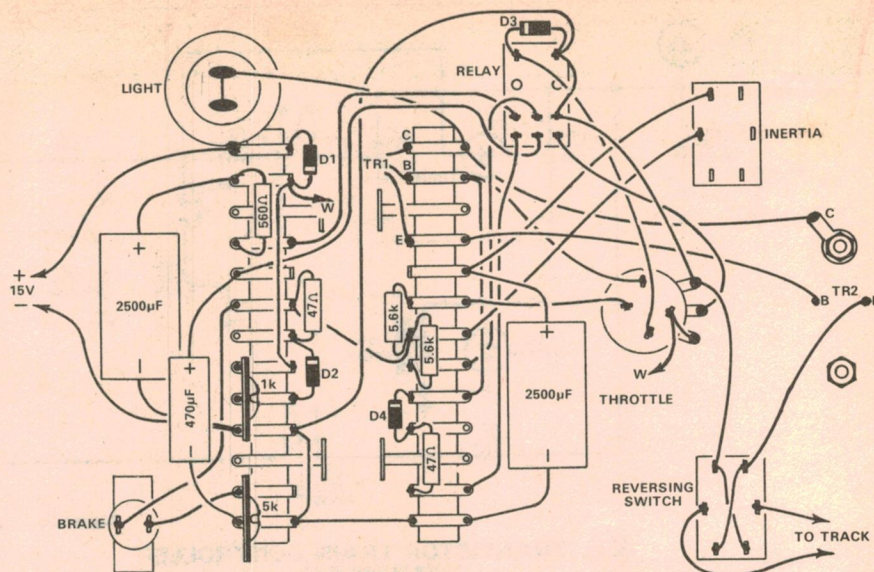 D3
RELAY
LIGHT
INERTIA
D1
C
TR1
B
W
560Ω
E
C
+
15V
−
+
2500µF
−
47Ω
5.6k
5.6k
B
TR2
+
2500µF
−
W
THROTTLE
+
470µF
−
1k
D2
D4
47Ω
5k
BRAKE
REVERSING
SWITCH
TO TRACK